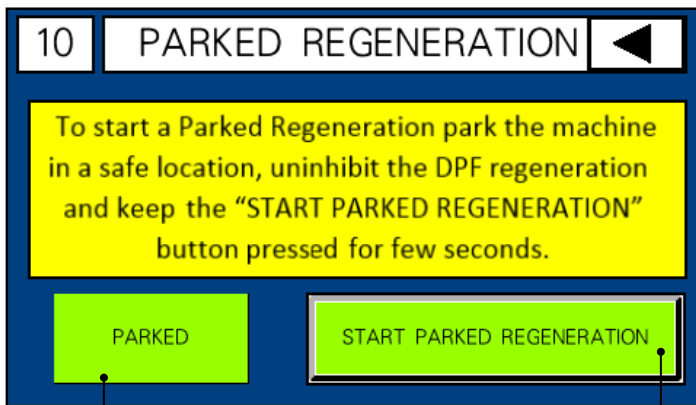 10 PARKED REGENERATION
To start a Parked Regeneration park the machine
in a safe location, uninhibit the DPF regeneration
and keep the “START PARKED REGENERATION”
button pressed for few seconds.
PARKED START PARKED REGENERATION